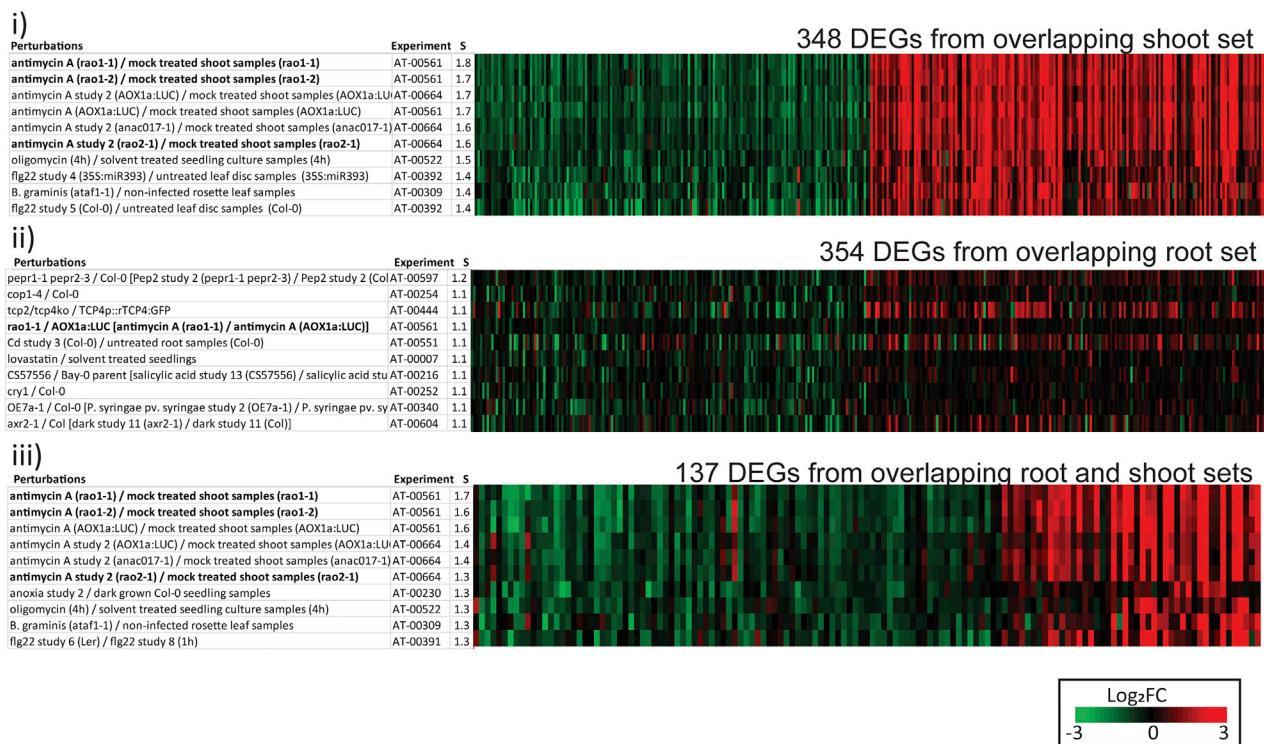 i)
348 DEGs from overlapping shoot set
Perturbations Experiment S
antimycin A (rao1-1) / mock treated shoot samples (rao1-1) AT-00561 1.8
antimycin A (rao1-2) / mock treated shoot samples (rao1-2) AT-00561 1.7
antimycin A study 2 (AOX1a:LUC) / mock treated shoot samples (AOX1a:LU AT-00664 1.7
antimycin A (AOX1a:LUC) / mock treated shoot samples (AOX1a:LUC) AT-00561 1.7
antimycin A study 2 (anac017-1) / mock treated shoot samples (anac017-1) AT-00664 1.6
antimycin A study 2 (rao2-1) / mock treated shoot samples (rao2-1) AT-00664 1.6
oligomycin (4h) / solvent treated seedling culture samples (4h) AT-00522 1.5
flg22 study 4 (35S:miR393) / untreated leaf disc samples (35S:miR393) AT-00392 1.4
B. graminis (ataf1-1) / non-infected rosette leaf samples AT-00309 1.4
flg22 study 5 (Col-0) / untreated leaf disc samples (Col-0) AT-00392 1.4
ii)
354 DEGs from overlapping root set
Perturbations Experiment S
pepr1-1 pepr2-3 / Col-0 [Pep2 study 2 (pepr1-1 pepr2-3) / Pep2 study 2 (Col AT-00597 1.2
cop1-4 / Col-0 AT-00254 1.1
tcp2/tcp4ko / TCP4p::rTCP4:GFP AT-00444 1.1
rao1-1 / AOX1a:LUC [antimycin A (rao1-1) / antimycin A (AOX1a:LUC)] AT-00561 1.1
Cd study 3 (Col-0) / untreated root samples (Col-0) AT-00551 1.1
lovastatin / solvent treated seedlings AT-00007 1.1
CS57556 / Bay-0 parent [salicylic acid study 13 (CS57556) / salicylic acid stu AT-00216 1.1
cry1 / Col-0 AT-00252 1.1
OE7a-1 / Col-0 [P. syringae pv. syringae study 2 (OE7a-1) / P. syringae pv. sy AT-00340 1.1
axr2-1 / Col [dark study 11 (axr2-1) / dark study 11 (Col)] AT-00604 1.1
iii)
137 DEGs from overlapping root and shoot sets
Perturbations Experiment S
antimycin A (rao1-1) / mock treated shoot samples (rao1-1) AT-00561 1.7
antimycin A (rao1-2) / mock treated shoot samples (rao1-2) AT-00561 1.6
antimycin A (AOX1a:LUC) / mock treated shoot samples (AOX1a:LUC) AT-00561 1.6
antimycin A study 2 (AOX1a:LUC) / mock treated shoot samples (AOX1a:LU AT-00664 1.4
antimycin A study 2 (anac017-1) / mock treated shoot samples (anac017-1) AT-00664 1.4
antimycin A study 2 (rao2-1) / mock treated shoot samples (rao2-1) AT-00664 1.3
anoxia study 2 / dark grown Col-0 seedling samples AT-00230 1.3
oligomycin (4h) / solvent treated seedling culture samples (4h) AT-00522 1.3
B. graminis (ataf1-1) / non-infected rosette leaf samples AT-00309 1.3
flg22 study 6 (Ler) / flg22 study 8 (1h) AT-00391 1.3
Log₂FC
-3 0 3